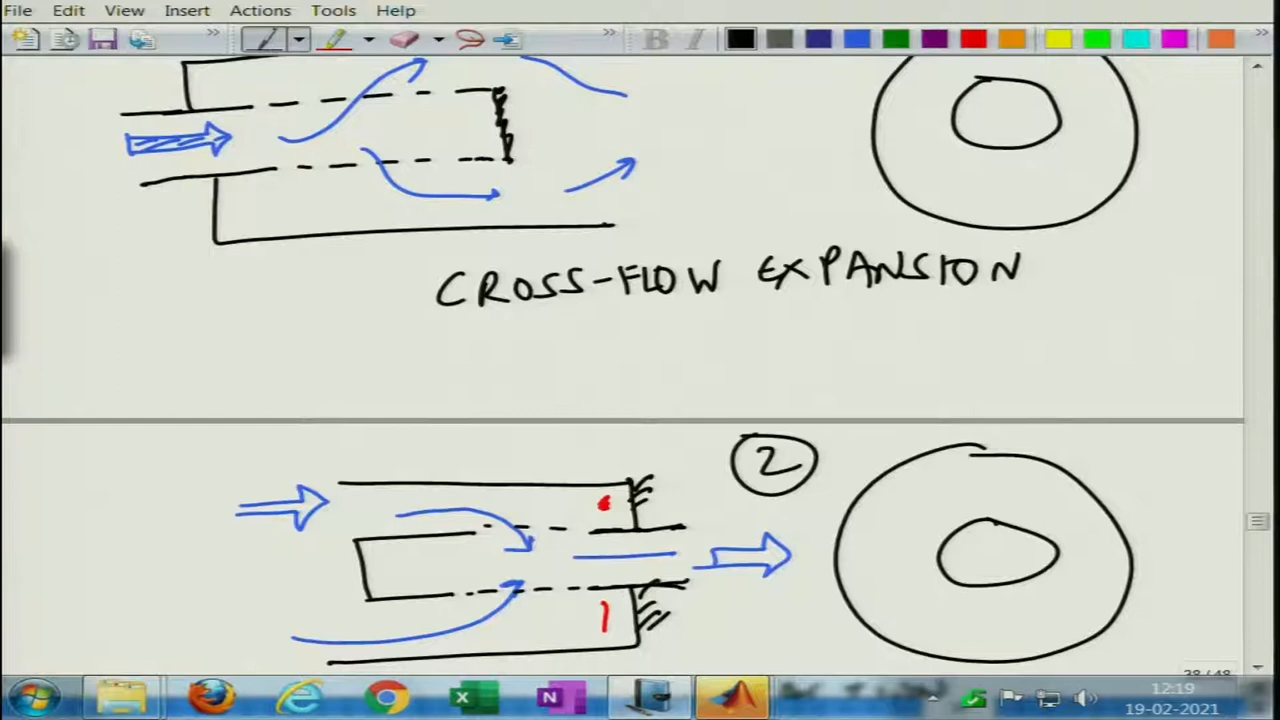 File Edit View Insert Actions Tools Help
B I
CROSS-FLOW EXPANSION
2
1
12:19
19-02-2021